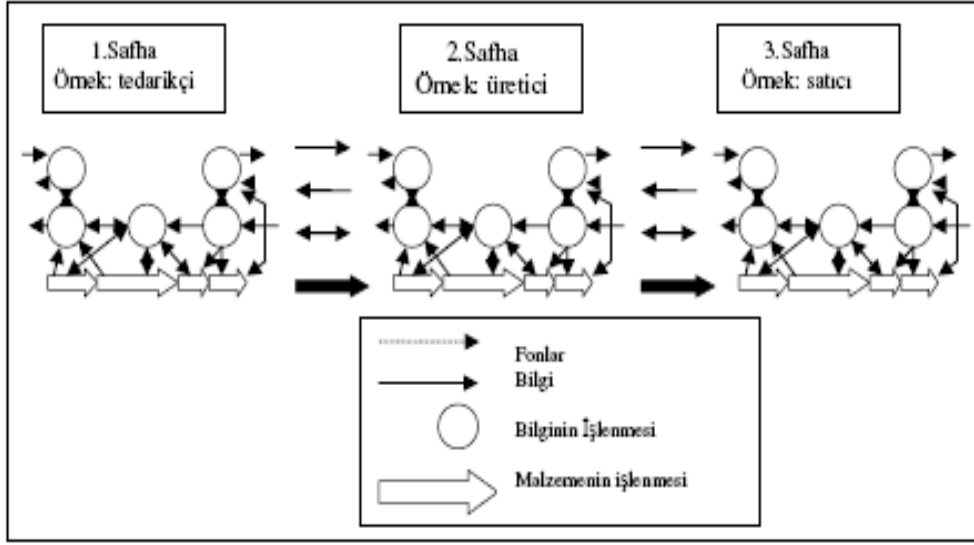 1.Safha
Örnek: tedarikçi
2.Safha
Örnek: üretici
3.Safha
Örnek: satıcı
Fonlar
Bilgi
Bilginin İşlenmesi
Malzemenin işlenmesi